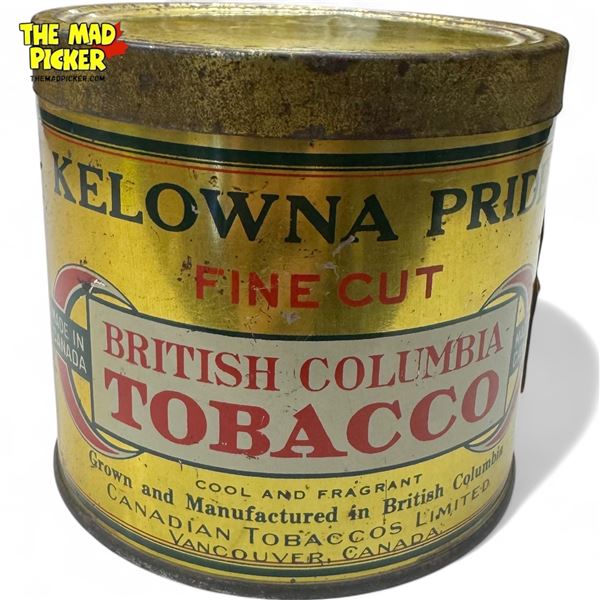 THE MAD
PICKER
THEMADPICKER.COM
KELOWNA PRIDE
FINE CUT
MADE IN
CANADA
BRITISH COLUMBIA
TOBACCO
COOL AND FRAGRANT
Grown and Manufactured in British Columbia
CANADIAN TOBACCOS LIMITED
VANCOUVER, CANADA.